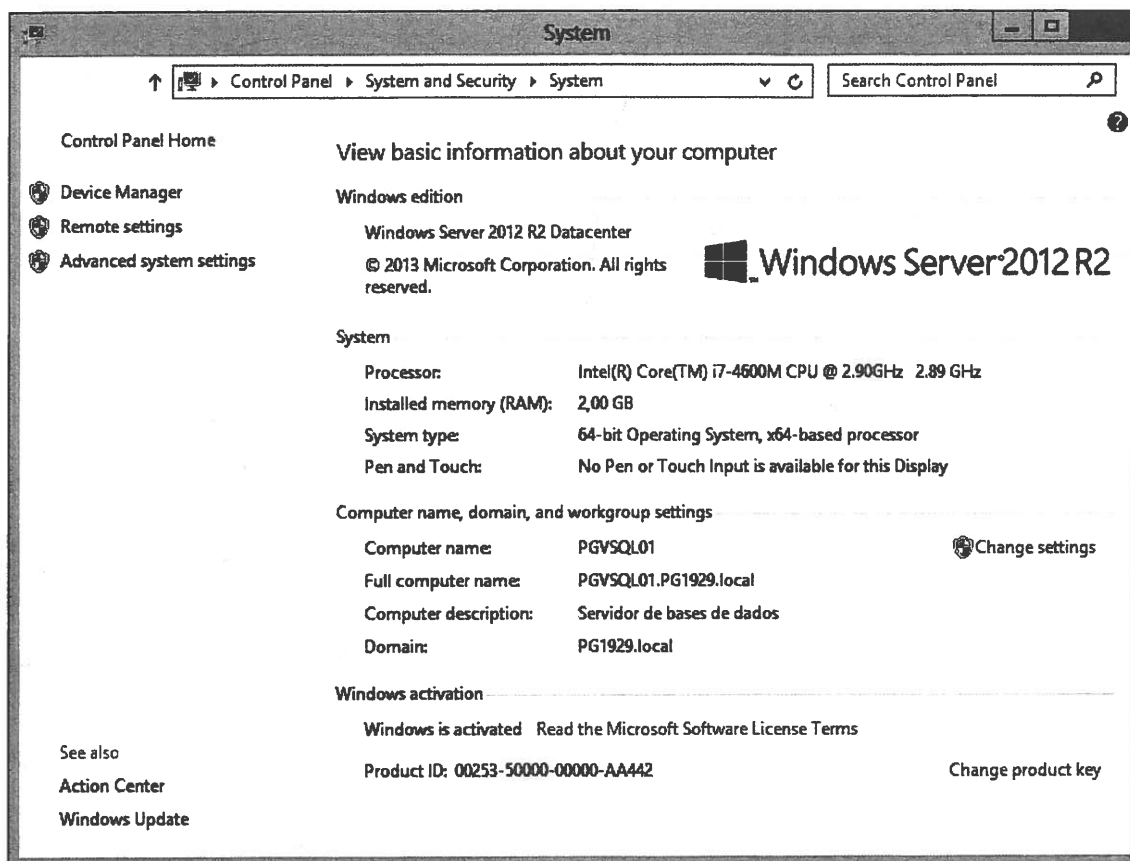 System
Control Panel System and Security System
Search Control Panel
Control Panel Home
Device Manager
Remote settings
Advanced system settings
See also
Action Center
Windows Update
View basic information about your computer
Windows edition
Windows Server 2012 R2 Datacenter
© 2013 Microsoft Corporation. All rights
reserved.
Windows Server 2012 R2
System
Processor: Intel(R) Core(TM) i7-4600M CPU @ 2.90GHz 2.89 GHz
Installed memory (RAM): 2,00 GB
System type: 64-bit Operating System, x64-based processor
Pen and Touch: No Pen or Touch Input is available for this Display
Computer name, domain, and workgroup settings
Computer name: PGVSQL01 Change settings
Full computer name: PGVSQL01.PG1929.local
Computer description: Servidor de bases de dados
Domain: PG1929.local
Windows activation
Windows is activated Read the Microsoft Software License Terms
Product ID: 00253-50000-00000-AA442 Change product key